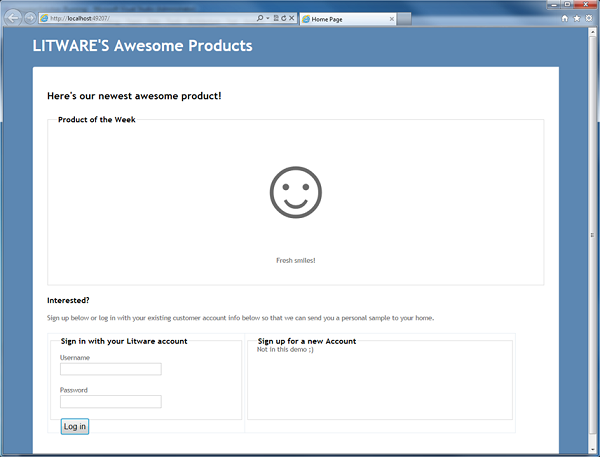 http://localhost:49207/
Home Page
LITWARE'S Awesome Products
Here's our newest awesome product!
Product of the Week
Fresh smiles!
Interested?
Sign up below or log in with your existing customer account info below so that we can send you a personal sample to your home.
Sign in with your Litware account
Username
Password
Log in
Sign up for a new Account
Not in this demo ;)